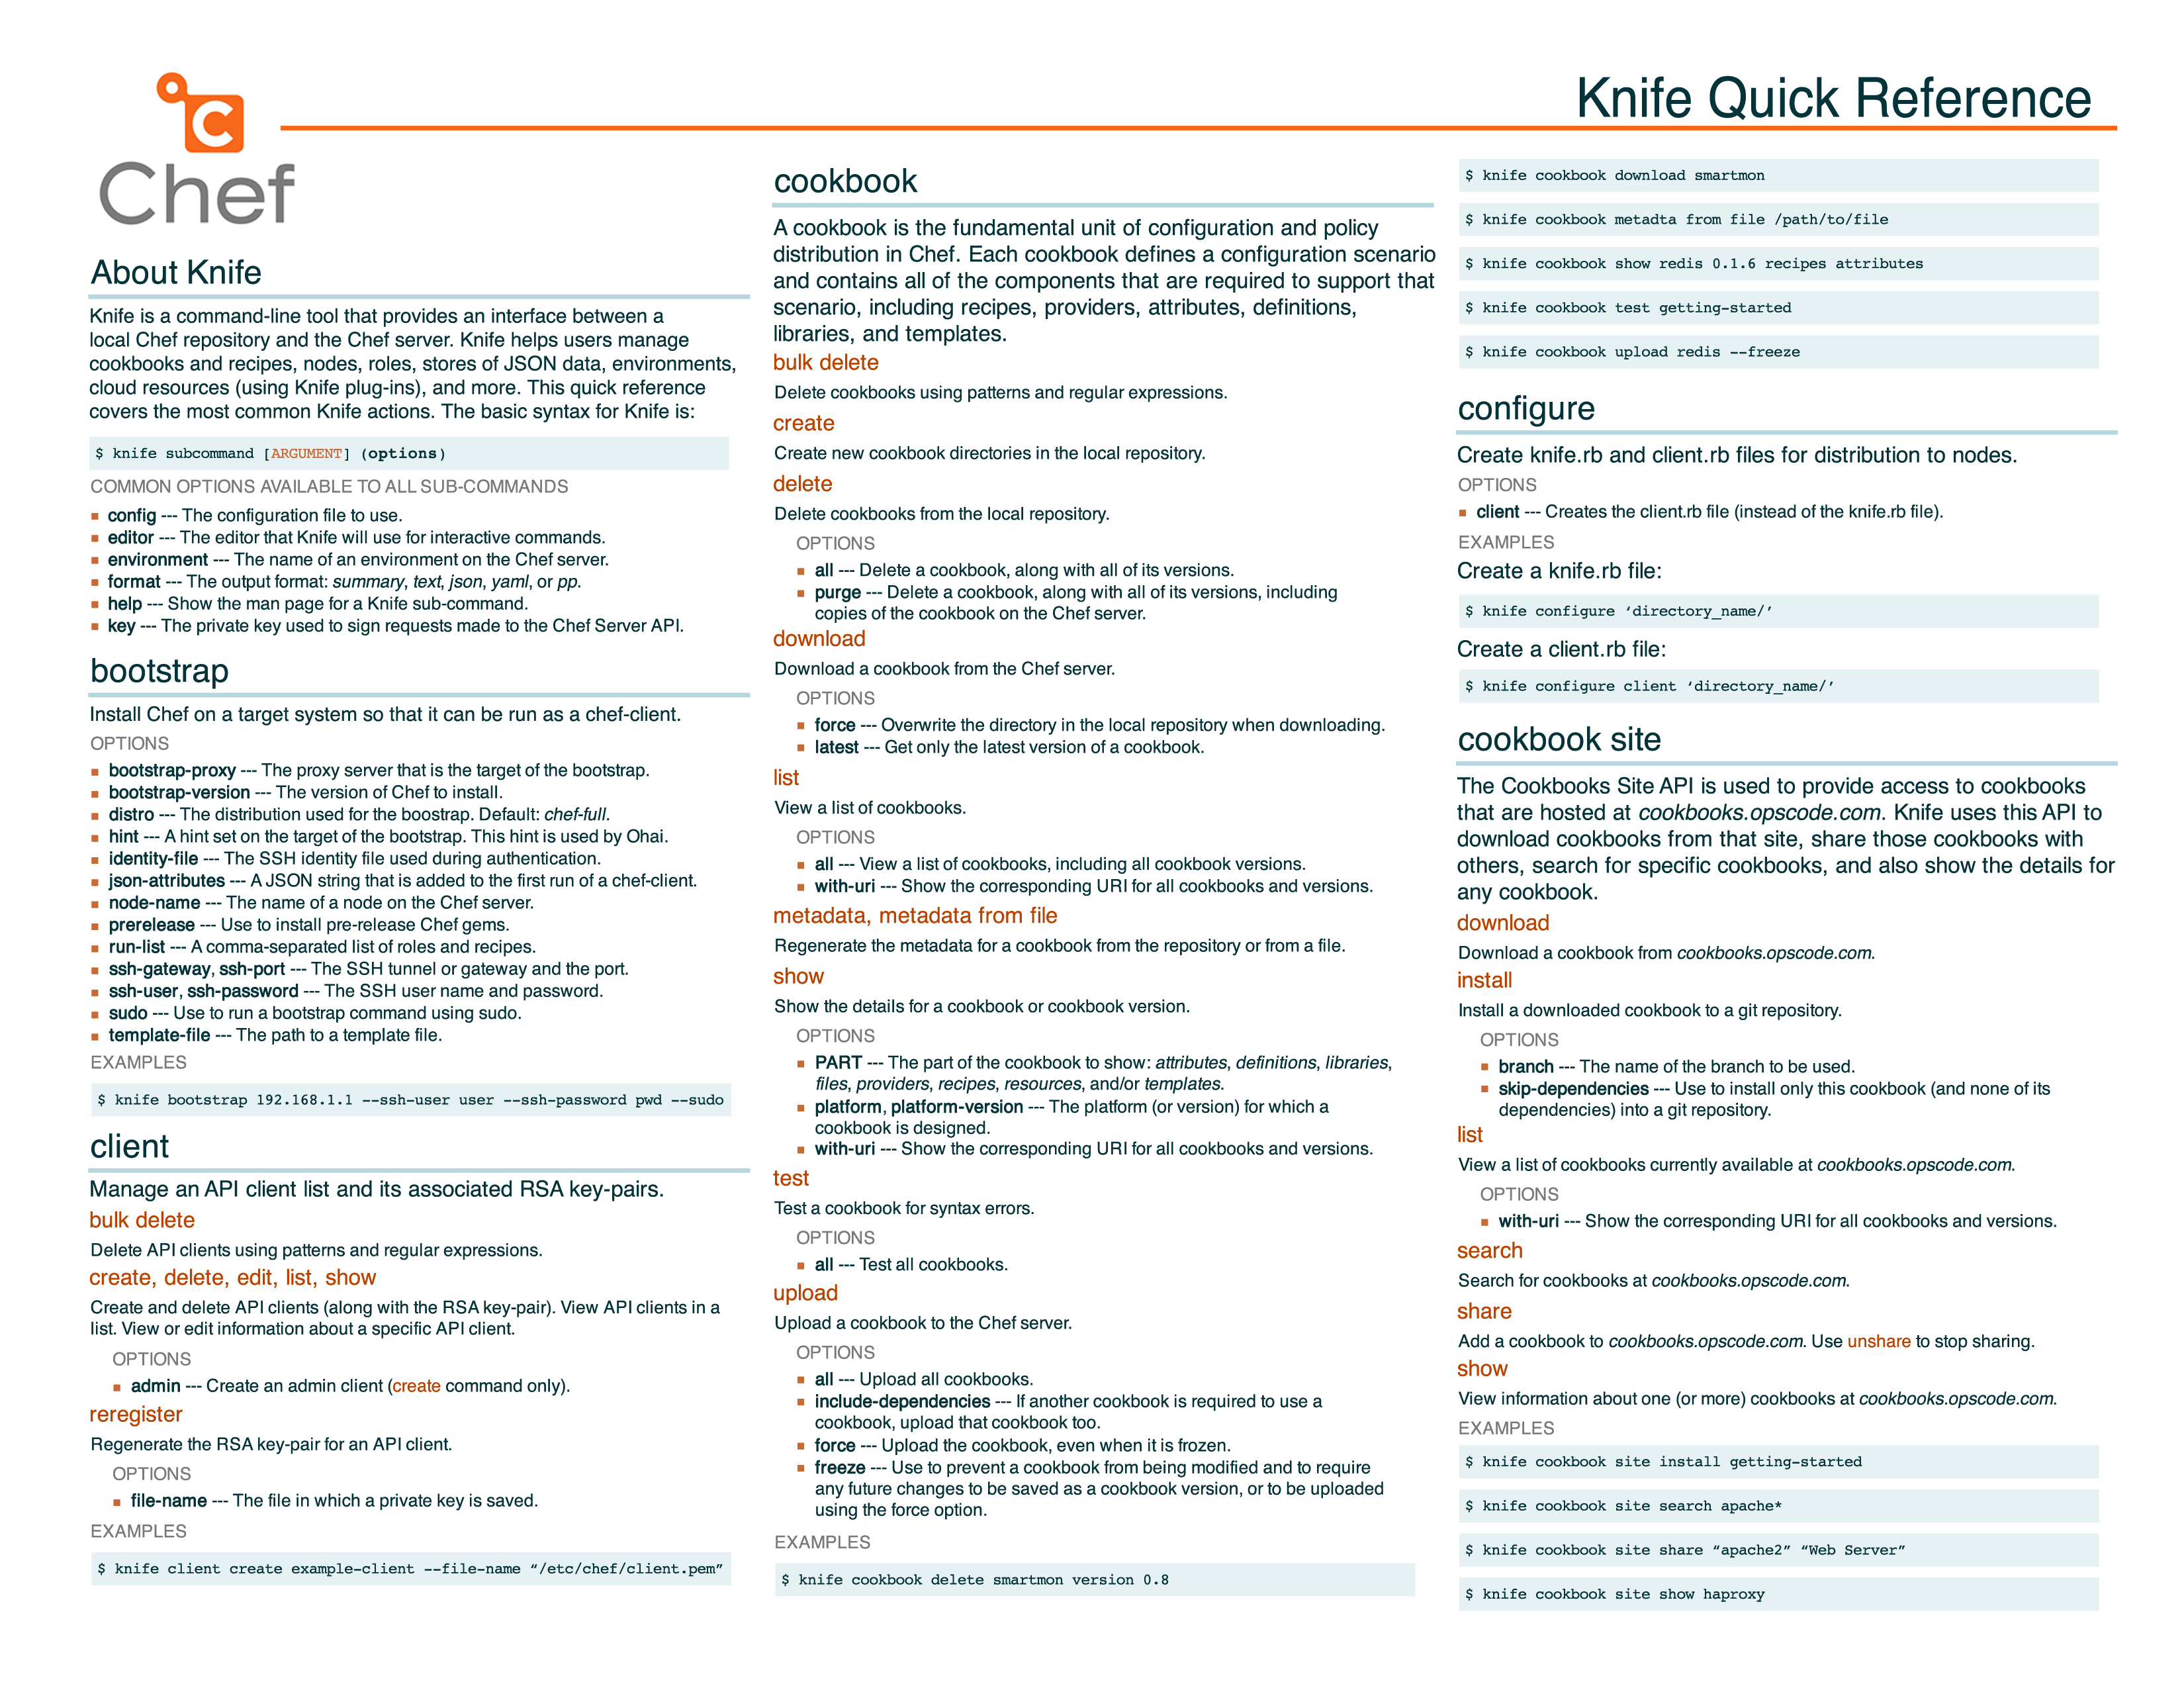 Chef
Knife Quick Reference
About Knife
Knife is a command-line tool that provides an interface between a
local Chef repository and the Chef server. Knife helps users manage
cookbooks and recipes, nodes, roles, stores of JSON data, environments,
cloud resources (using Knife plug-ins), and more. This quick reference
covers the most common Knife actions. The basic syntax for Knife is:
$ knife subcommand [ARGUMENT] (options)
COMMON OPTIONS AVAILABLE TO ALL SUB-COMMANDS
■ config --- The configuration file to use.
■ editor --- The editor that Knife will use for interactive commands.
■ environment --- The name of an environment on the Chef server.
■ format --- The output format: summary, text, json, yaml, or pp.
■ help --- Show the man page for a Knife sub-command.
■ key --- The private key used to sign requests made to the Chef Server API.
bootstrap
Install Chef on a target system so that it can be run as a chef-client.
OPTIONS
■ bootstrap-proxy --- The proxy server that is the target of the bootstrap.
■ bootstrap-version --- The version of Chef to install.
■ distro --- The distribution used for the boostrap. Default: chef-full.
■ hint --- A hint set on the target of the bootstrap. This hint is used by Ohai.
■ identity-file --- The SSH identity file used during authentication.
■ json-attributes --- A JSON string that is added to the first run of a chef-client.
■ node-name --- The name of a node on the Chef server.
■ prerelease --- Use to install pre-release Chef gems.
■ run-list --- A comma-separated list of roles and recipes.
■ ssh-gateway, ssh-port --- The SSH tunnel or gateway and the port.
■ ssh-user, ssh-password --- The SSH user name and password.
■ sudo --- Use to run a bootstrap command using sudo.
■ template-file --- The path to a template file.
EXAMPLES
$ knife bootstrap 192.168.1.1 --ssh-user user --ssh-password pwd --sudo
client
Manage an API client list and its associated RSA key-pairs.
bulk delete
Delete API clients using patterns and regular expressions.
create, delete, edit, list, show
Create and delete API clients (along with the RSA key-pair). View API clients in a
list. View or edit information about a specific API client.
OPTIONS
■ admin --- Create an admin client (create command only).
reregister
Regenerate the RSA key-pair for an API client.
OPTIONS
■ file-name --- The file in which a private key is saved.
EXAMPLES
$ knife client create example-client --file-name “/etc/chef/client.pem”
cookbook
A cookbook is the fundamental unit of configuration and policy
distribution in Chef. Each cookbook defines a configuration scenario
and contains all of the components that are required to support that
scenario, including recipes, providers, attributes, definitions,
libraries, and templates.
bulk delete
Delete cookbooks using patterns and regular expressions.
create
Create new cookbook directories in the local repository.
delete
Delete cookbooks from the local repository.
OPTIONS
■ all --- Delete a cookbook, along with all of its versions.
■ purge --- Delete a cookbook, along with all of its versions, including
copies of the cookbook on the Chef server.
download
Download a cookbook from the Chef server.
OPTIONS
■ force --- Overwrite the directory in the local repository when downloading.
■ latest --- Get only the latest version of a cookbook.
list
View a list of cookbooks.
OPTIONS
■ all --- View a list of cookbooks, including all cookbook versions.
■ with-uri --- Show the corresponding URI for all cookbooks and versions.
metadata, metadata from file
Regenerate the metadata for a cookbook from the repository or from a file.
show
Show the details for a cookbook or cookbook version.
OPTIONS
■ PART --- The part of the cookbook to show: attributes, definitions, libraries,
files, providers, recipes, resources, and/or templates.
■ platform, platform-version --- The platform (or version) for which a
cookbook is designed.
■ with-uri --- Show the corresponding URI for all cookbooks and versions.
test
Test a cookbook for syntax errors.
OPTIONS
■ all --- Test all cookbooks.
upload
Upload a cookbook to the Chef server.
OPTIONS
■ all --- Upload all cookbooks.
■ include-dependencies --- If another cookbook is required to use a
cookbook, upload that cookbook too.
■ force --- Upload the cookbook, even when it is frozen.
■ freeze --- Use to prevent a cookbook from being modified and to require
any future changes to be saved as a cookbook version, or to be uploaded
using the force option.
EXAMPLES
$ knife cookbook delete smartmon version 0.8
$ knife cookbook download smartmon
$ knife cookbook metadta from file /path/to/file
$ knife cookbook show redis 0.1.6 recipes attributes
$ knife cookbook test getting-started
$ knife cookbook upload redis --freeze
configure
Create knife.rb and client.rb files for distribution to nodes.
OPTIONS
■ client --- Creates the client.rb file (instead of the knife.rb file).
EXAMPLES
Create a knife.rb file:
$ knife configure ‘directory_name/’
Create a client.rb file:
$ knife configure client ‘directory_name/’
cookbook site
The Cookbooks Site API is used to provide access to cookbooks
that are hosted at cookbooks.opscode.com. Knife uses this API to
download cookbooks from that site, share those cookbooks with
others, search for specific cookbooks, and also show the details for
any cookbook.
download
Download a cookbook from cookbooks.opscode.com.
install
Install a downloaded cookbook to a git repository.
OPTIONS
■ branch --- The name of the branch to be used.
■ skip-dependencies --- Use to install only this cookbook (and none of its
dependencies) into a git repository.
list
View a list of cookbooks currently available at cookbooks.opscode.com.
OPTIONS
■ with-uri --- Show the corresponding URI for all cookbooks and versions.
search
Search for cookbooks at cookbooks.opscode.com.
share
Add a cookbook to cookbooks.opscode.com. Use unshare to stop sharing.
show
View information about one (or more) cookbooks at cookbooks.opscode.com.
EXAMPLES
$ knife cookbook site install getting-started
$ knife cookbook site search apache*
$ knife cookbook site share “apache2” “Web Server”
$ knife cookbook site show haproxy